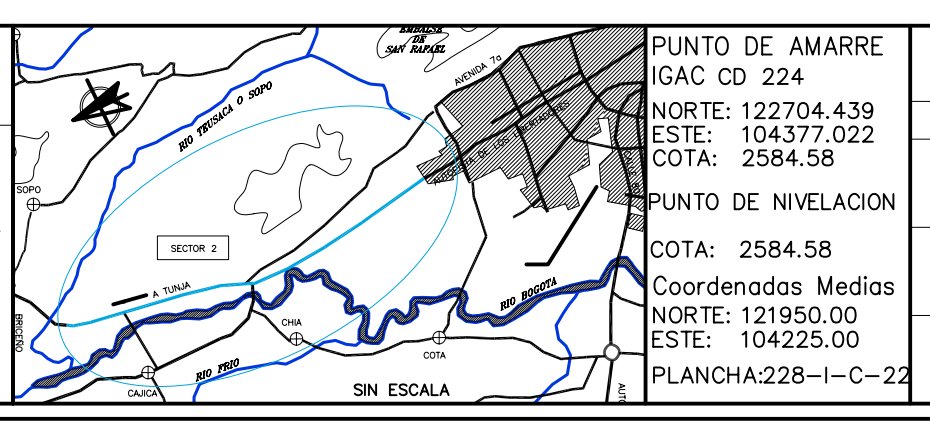 EMBALSE
DE
SAN RAFAEL
AVENIDA 7a
RIO TEUSACA O SOPO
AUTOPISTA DE LOS LIBERTADORES
SOPO
SECTOR 2
A TUNJA
RIO BOGOTA
BRICEÑO
CHIA
COTA
RIO FRIO
CAJICA
SIN ESCALA
PUNTO DE AMARRE
IGAC CD 224
NORTE: 122704.439
ESTE: 104377.022
COTA: 2584.58
PUNTO DE NIVELACION
COTA: 2584.58
Coordenadas Medias
NORTE: 121950.00
ESTE: 104225.00
PLANCHA:228-I-C-22